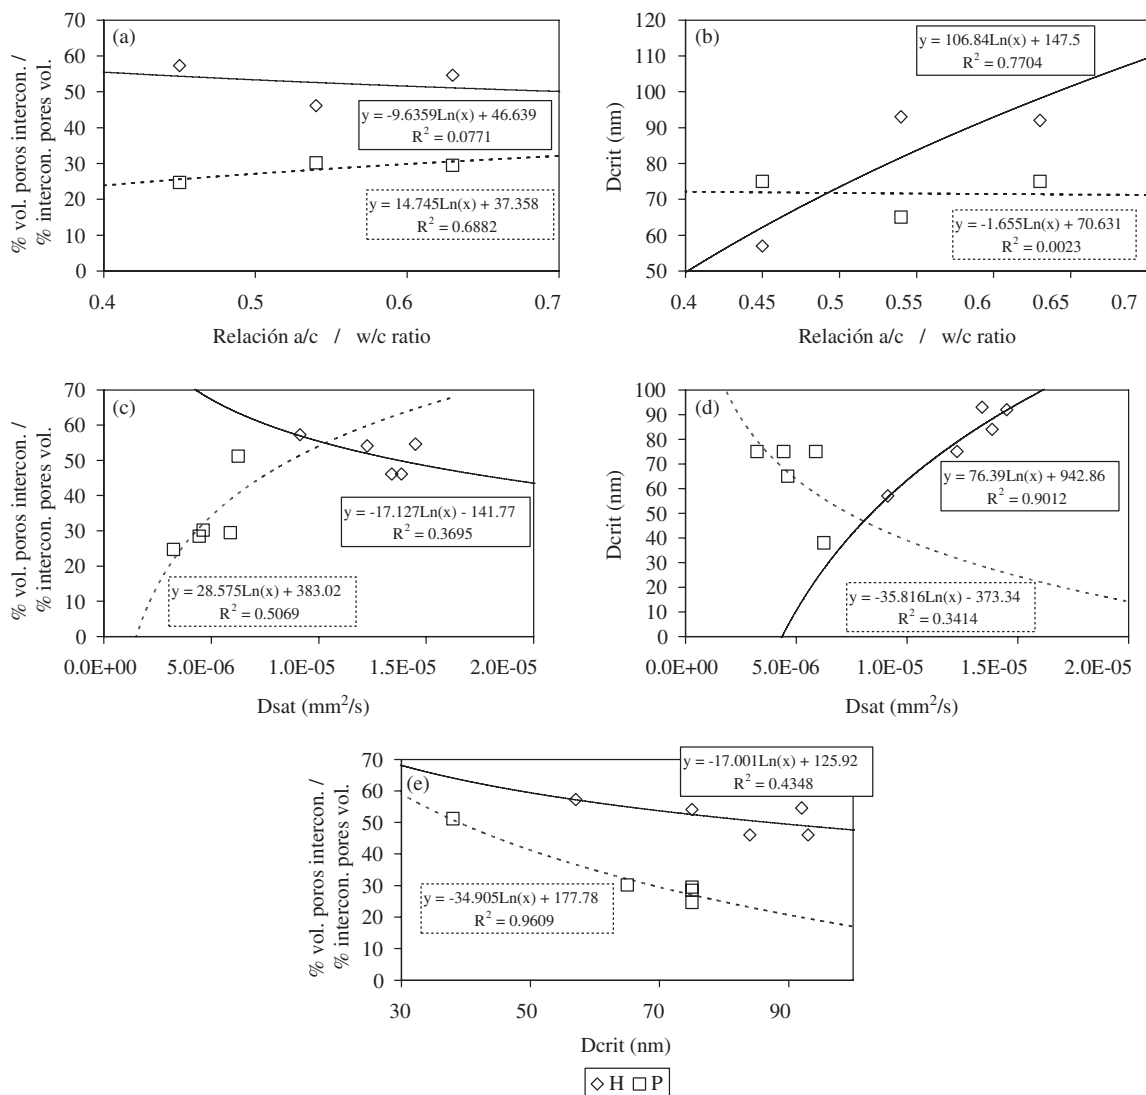 (a)
70
60
50
40
30
20
10
0
% vol. poros intercon. /
% intercon. pores vol.
y = -9.6359Ln(x) + 46.639
R² = 0.0771
y = 14.745Ln(x) + 37.358
R² = 0.6882
0.4 0.5 0.6 0.7
Relación a/c / w/c ratio
(b)
120
110
100
90
80
70
60
50
Dcrit (nm)
y = 106.84Ln(x) + 147.5
R² = 0.7704
y = -1.655Ln(x) + 70.631
R² = 0.0023
0.4 0.45 0.5 0.55 0.6 0.65 0.7
Relación a/c / w/c ratio
(c)
70
60
50
40
30
20
10
0
% vol. poros intercon. /
% intercon. pores vol.
y = -17.127Ln(x) - 141.77
R² = 0.3695
y = 28.575Ln(x) + 383.02
R² = 0.5069
0.0E+00 5.0E-06 1.0E-05 1.5E-05 2.0E-05
Dsat (mm²/s)
(d)
100
90
80
70
60
50
40
30
20
10
0
Dcrit (nm)
y = 76.39Ln(x) + 942.86
R² = 0.9012
y = -35.816Ln(x) - 373.34
R² = 0.3414
0.0E+00 5.0E-06 1.0E-05 1.5E-05 2.0E-05
Dsat (mm²/s)
(e)
70
60
50
40
30
20
10
0
% vol. poros intercon. /
% intercon. pores vol.
y = -17.001Ln(x) + 125.92
R² = 0.4348
y = -34.905Ln(x) + 177.78
R² = 0.9609
30 50 70 90
Dcrit (nm)
H P